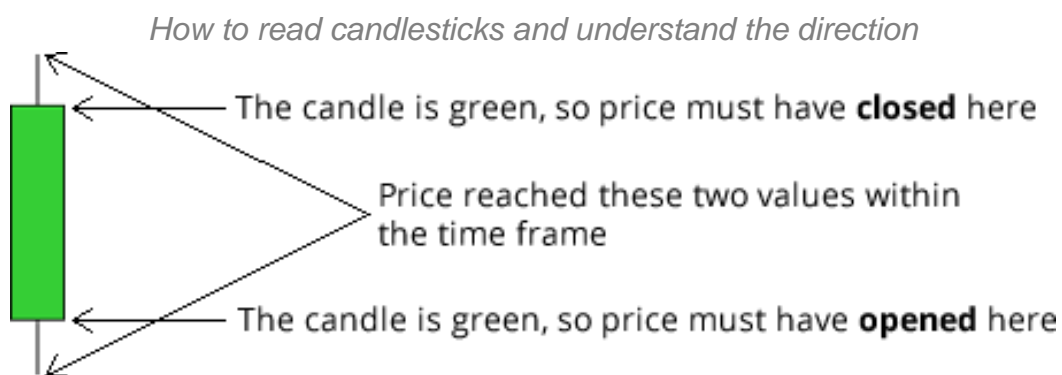 How to read candlesticks and understand the direction
The candle is green, so price must have closed here
Price reached these two values within
the time frame
The candle is green, so price must have opened here